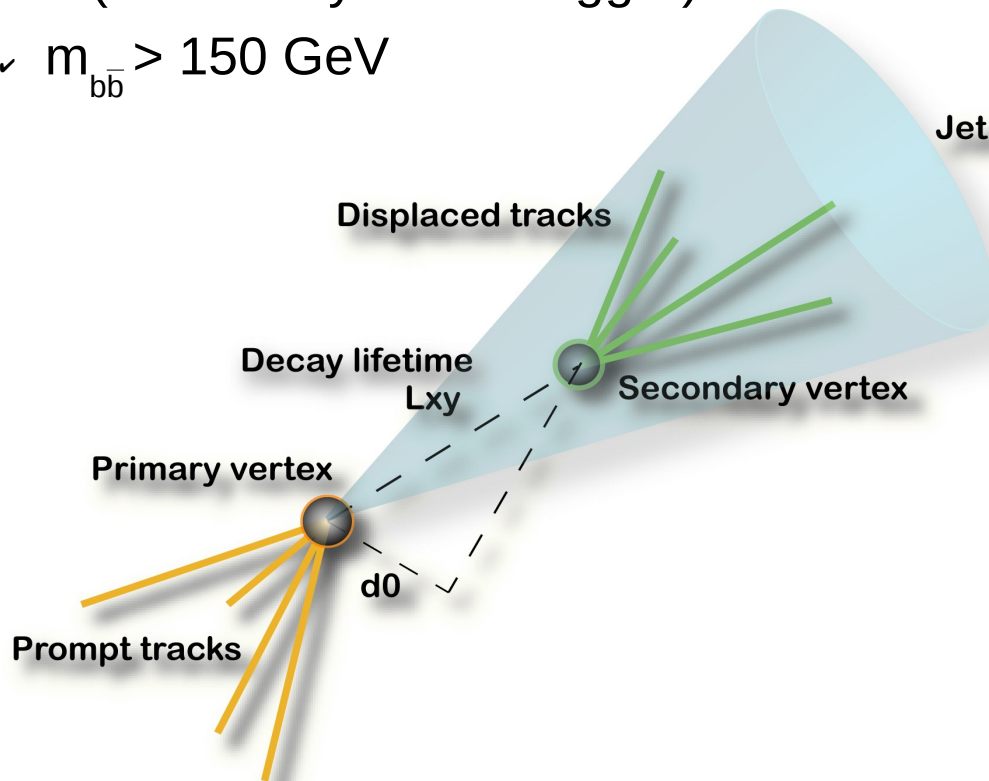 ✔ m_bb̅ > 150 GeV
Jet
Displaced tracks
Decay lifetime
Lxy
Secondary vertex
Primary vertex
d0
Prompt tracks